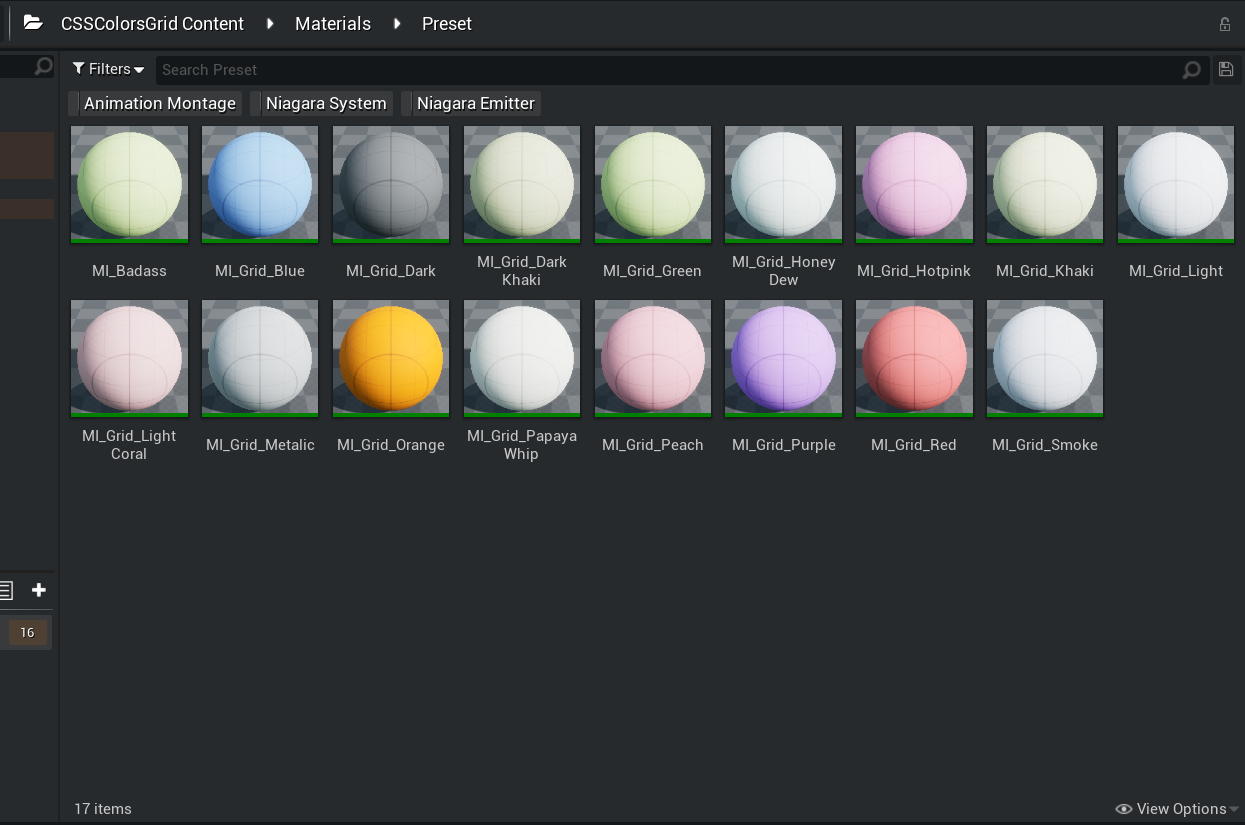 CSSColorsGrid Content Materials Preset
Filters Search Preset
Animation Montage Niagara System Niagara Emitter
MI_Badass MI_Grid_Blue MI_Grid_Dark MI_Grid_Dark MI_Grid_Green MI_Grid_Honey MI_Grid_Hotpink MI_Grid_Khaki MI_Grid_Light
Khaki Dew
MI_Grid_Light MI_Grid_Metalic MI_Grid_Orange MI_Grid_Papaya MI_Grid_Peach MI_Grid_Purple MI_Grid_Red MI_Grid_Smoke
Coral Whip
16
17 items View Options